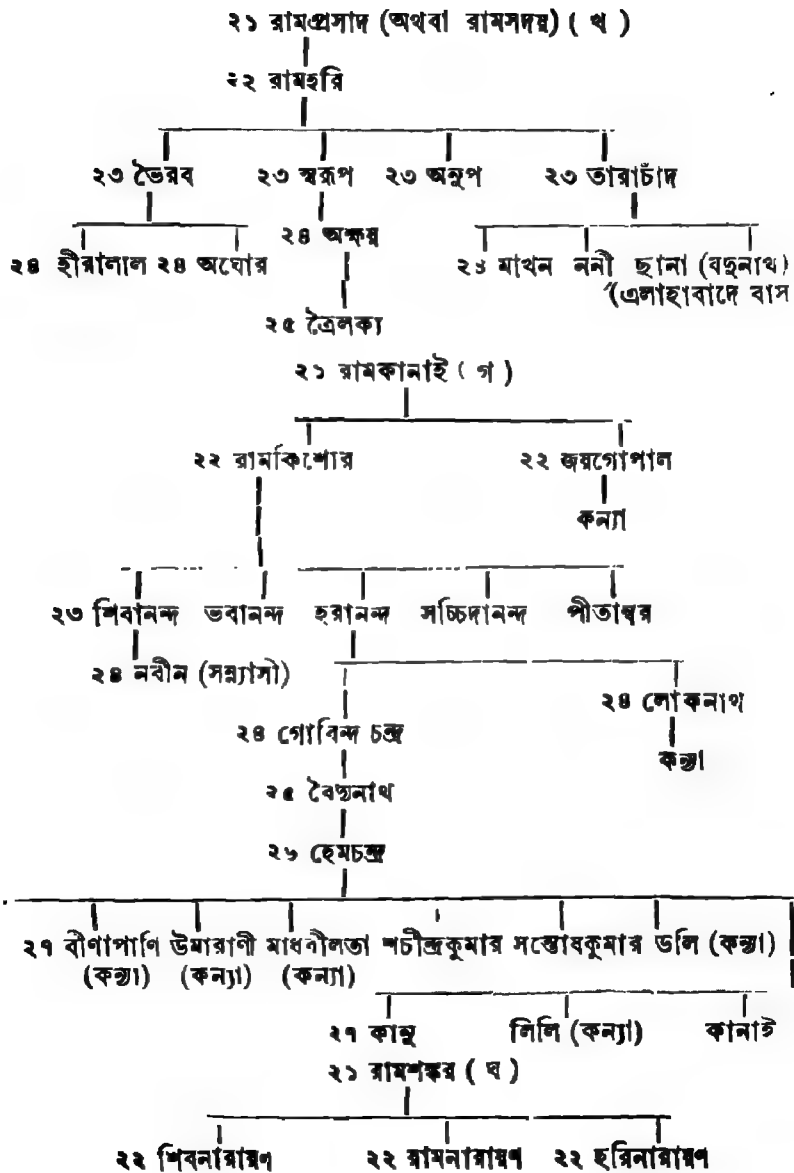 ২১ রামপ্রসাদ (অথবা রামসদয়) ( খ )
২২ রামহরি
২৩ ভৈরব ২৩ স্বরূপ ২৩ অনুপ ২৩ তারাচাঁদ
২৪ অক্ষয়
২৪ হীরালাল ২৪ অঘোর ২৪ মাখন ননী ছানা (যদুনাথ)
(এলাহাবাদে বাস
২৫ ত্রৈলক্য
২১ রামকানাই ( গ )
২২ রামকিশোর ২২ জয়গোপাল
কন্যা
২৩ শিবানন্দ ভবানন্দ হরানন্দ সচ্চিদানন্দ পীতাম্বর
২৪ নবীন (সন্ন্যাসী)
২৪ লোকনাথ
২৪ গোবিন্দ চন্দ্র
কন্যা
২৫ বৈদ্যনাথ
২৬ হেমচন্দ্র
২৭ বীণাপাণি উমারাণী মাধবীলতা শচীন্দ্রকুমার সন্তোষকুমার ডলি (কন্যা)
(কন্যা) (কন্যা) (কন্যা)
২৭ কানু লিলি (কন্যা) কানাই
২১ রামশঙ্কর ( ঘ )
২২ শিবনারায়ণ ২২ রামনারায়ণ ২২ হরিনারায়ণ